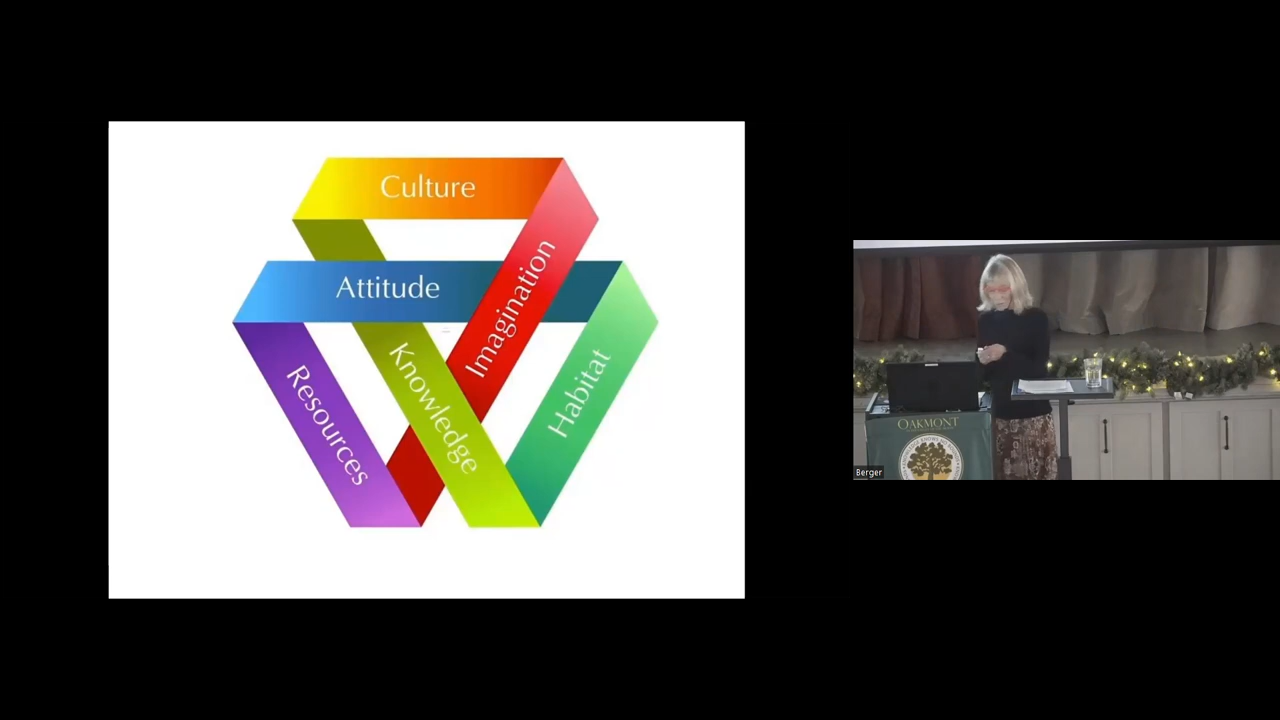 Culture
Attitude
Imagination
Resources
Knowledge
Habitat
OAKMONT
Berger